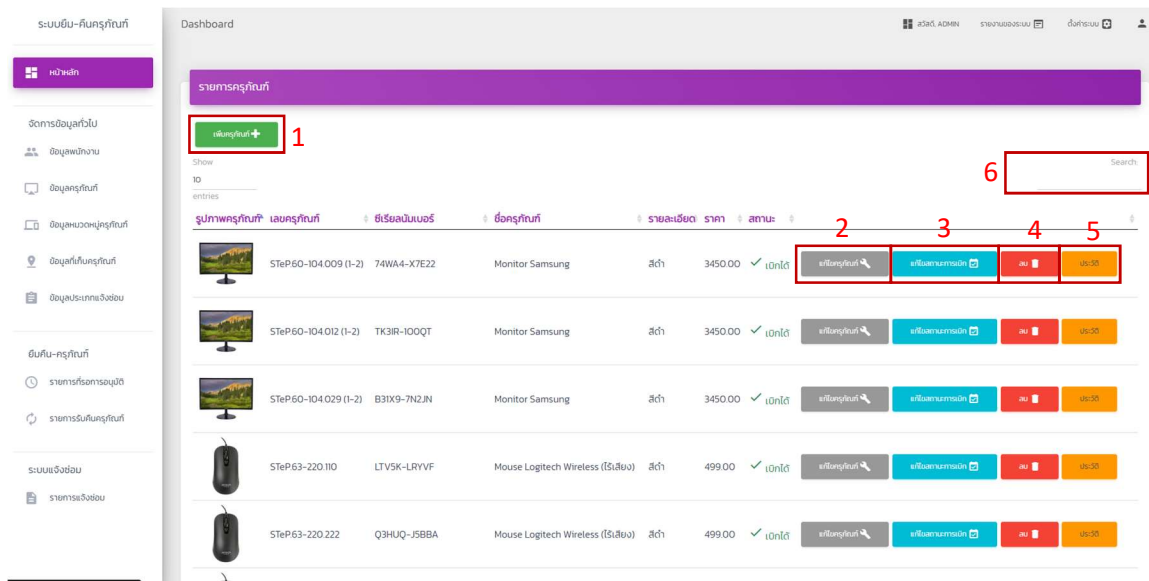 ระบบยืม-คืนครุภัณฑ์
Dashboard
สวัสดี, ADMIN
รายงานของระบบ
ตั้งค่าระบบ
หน้าหลัก
จัดการข้อมูลทั่วไป
ข้อมูลพนักงาน
ข้อมูลครุภัณฑ์
ข้อมูลหมวดหมู่ครุภัณฑ์
ข้อมูลที่เก็บครุภัณฑ์
ข้อมูลประเภทแจ้งซ่อม
ยืมคืน-ครุภัณฑ์
รายการที่รอการอนุมัติ
รายการรับคืนครุภัณฑ์
ระบบแจ้งซ่อม
รายการแจ้งซ่อม
รายการครุภัณฑ์
เพิ่มครุภัณฑ์ 1
Show
10
entries
6 Search:
รูปภาพครุภัณฑ์ เลขครุภัณฑ์ ซีเรียลนัมเบอร์ ชื่อครุภัณฑ์ รายละเอียด ราคา สถานะ
2 3 4 5
STeP.60-104.009 (1-2) 74WA4-X7E22 Monitor Samsung สีดำ 3450.00 เบิกได้ แก้ไขครุภัณฑ์ แก้ไขสถานะการเบิก ลบ ประวัติ
STeP.60-104.012 (1-2) TK3IR-1OOQT Monitor Samsung สีดำ 3450.00 เบิกได้ แก้ไขครุภัณฑ์ แก้ไขสถานะการเบิก ลบ ประวัติ
STeP.60-104.029 (1-2) B31X9-7N2JN Monitor Samsung สีดำ 3450.00 เบิกได้ แก้ไขครุภัณฑ์ แก้ไขสถานะการเบิก ลบ ประวัติ
STeP.63-220.110 LTV5K-LRYVF Mouse Logitech Wireless (ไร้เสียง) สีดำ 499.00 เบิกได้ แก้ไขครุภัณฑ์ แก้ไขสถานะการเบิก ลบ ประวัติ
STeP.63-220.222 Q3HUQ-J5BBA Mouse Logitech Wireless (ไร้เสียง) สีดำ 499.00 เบิกได้ แก้ไขครุภัณฑ์ แก้ไขสถานะการเบิก ลบ ประวัติ